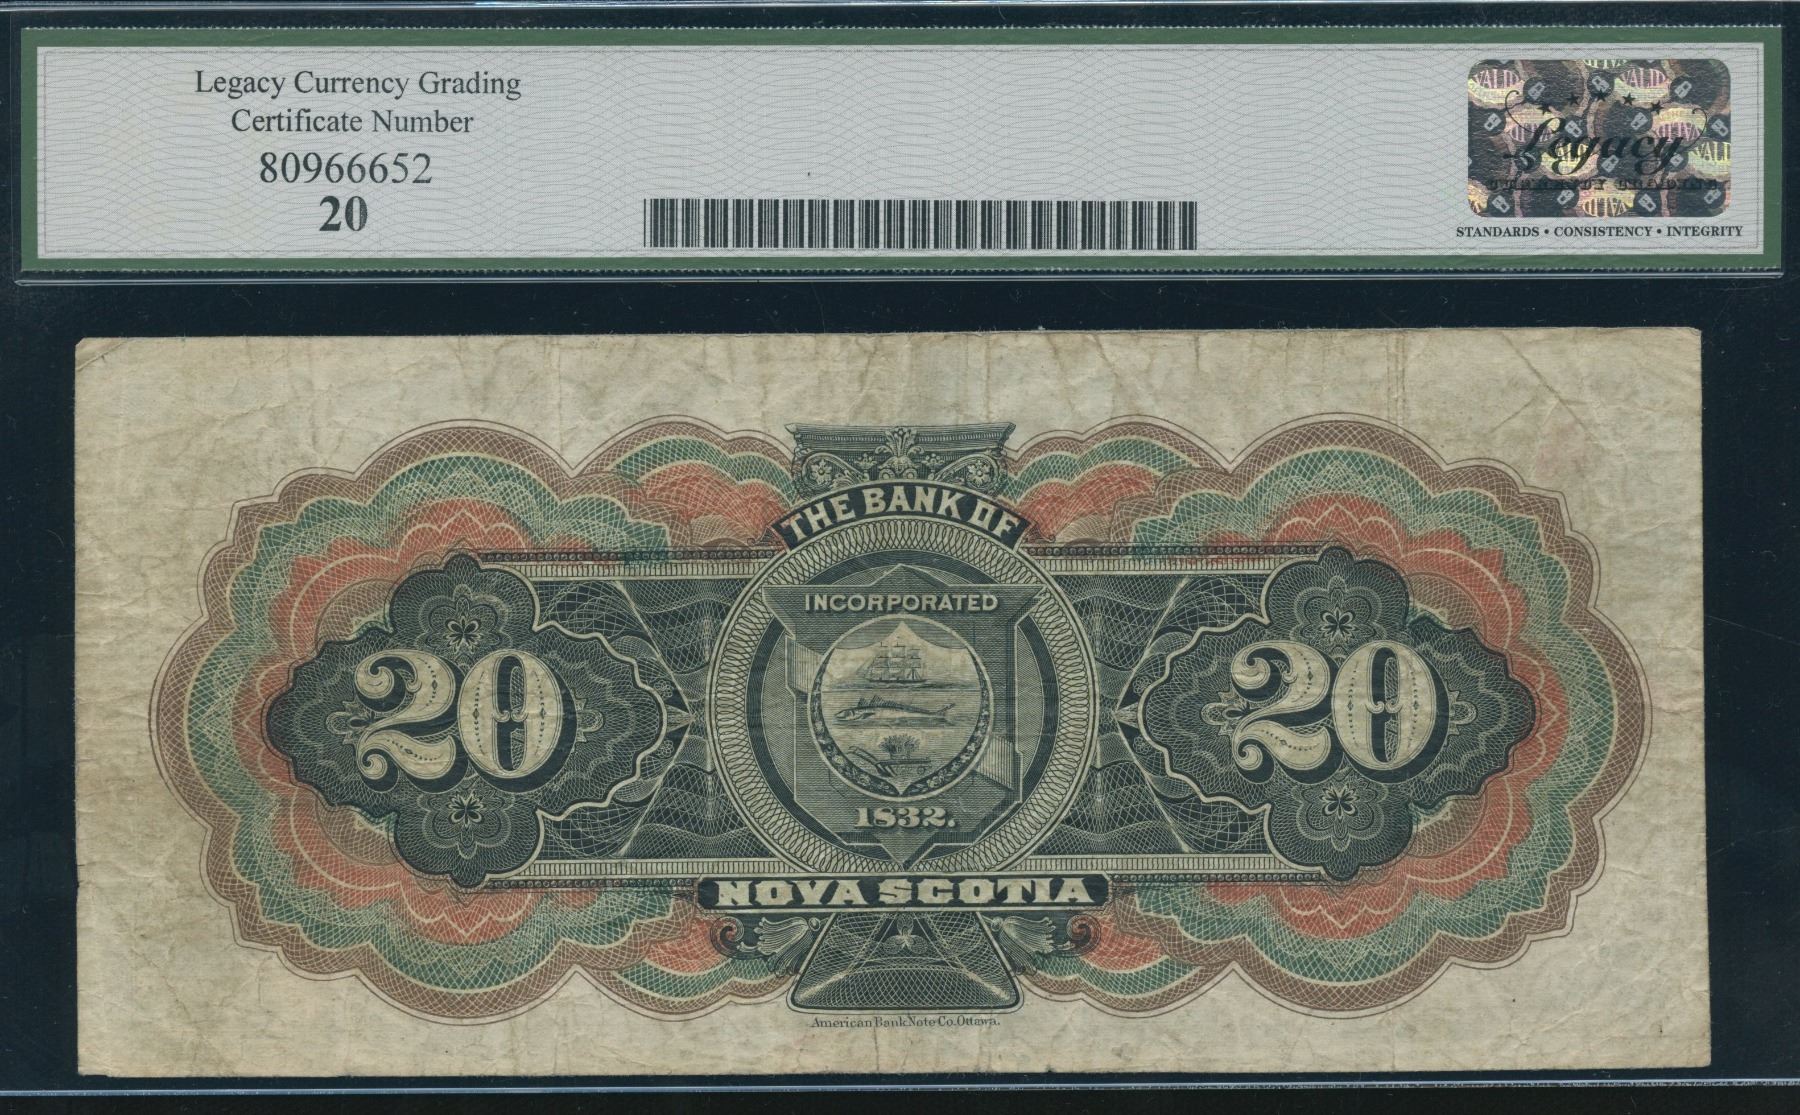 Legacy Currency Grading
Certificate Number
80966652
20
Legacy
STANDARDS • CONSISTENCY • INTEGRITY
THE BANK OF
INCORPORATED
20
20
1832.
NOVA SCOTIA
American Bank Note Co. Ottawa.